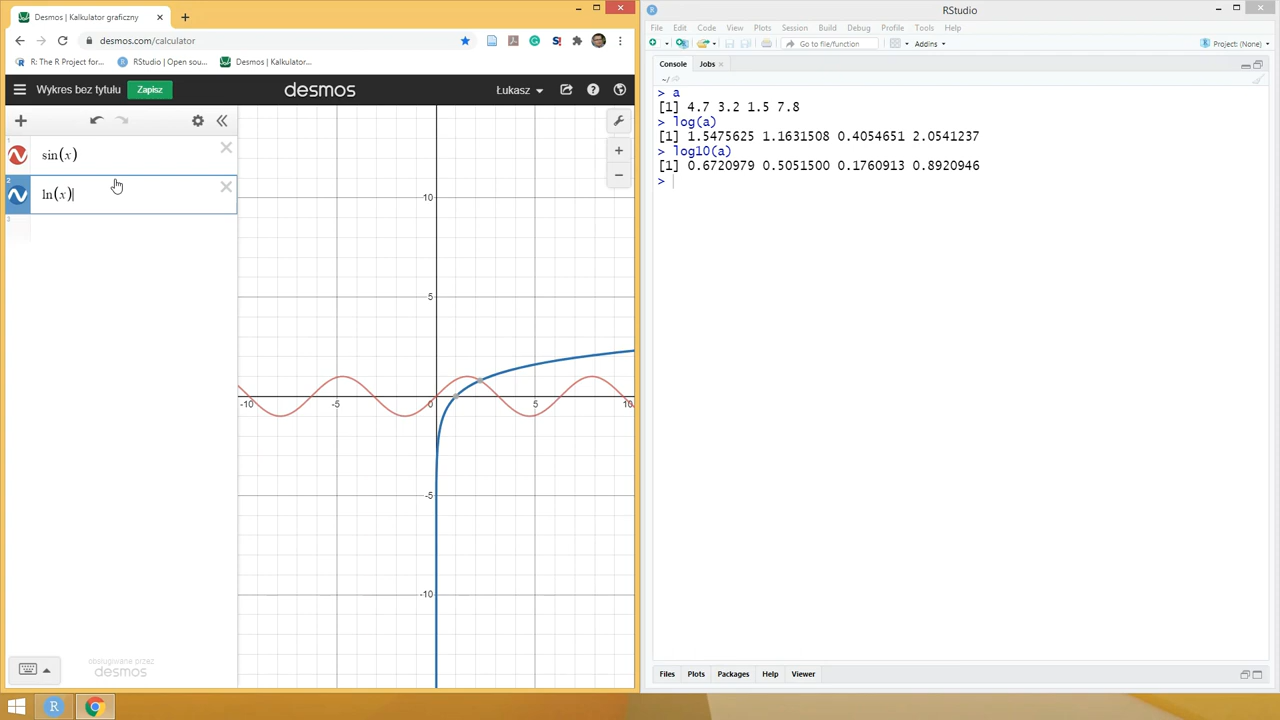 Desmos | Kalkulator graficzny
desmos.com/calculator
R: The R Project for...
RStudio | Open sou...
Desmos | Kalkulator...
Wykres bez tytułu
Zapisz
desmos
Łukasz
1
sin(x)
2
ln(x)
3
10
5
-10
-5
0
5
10
-5
-10
obsługiwane przez
desmos
RStudio
File Edit Code View Plots Session Build Debug Profile Tools Help
Go to file/function
Addins
Project: (None)
Console Jobs
~/
> a
[1] 4.7 3.2 1.5 7.8
> log(a)
[1] 1.5475625 1.1631508 0.4054651 2.0541237
> log10(a)
[1] 0.6720979 0.5051500 0.1760913 0.8920946
>
Files Plots Packages Help Viewer